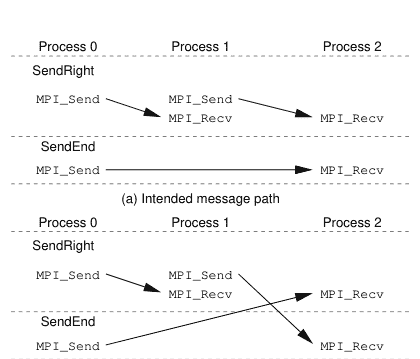 Process 0 Process 1 Process 2
SendRight
MPI_Send MPI_Send
MPI_Recv MPI_Recv
SendEnd
MPI_Send MPI_Recv
(a) Intended message path
Process 0 Process 1 Process 2
SendRight
MPI_Send MPI_Send
MPI_Recv MPI_Recv
SendEnd
MPI_Send MPI_Recv